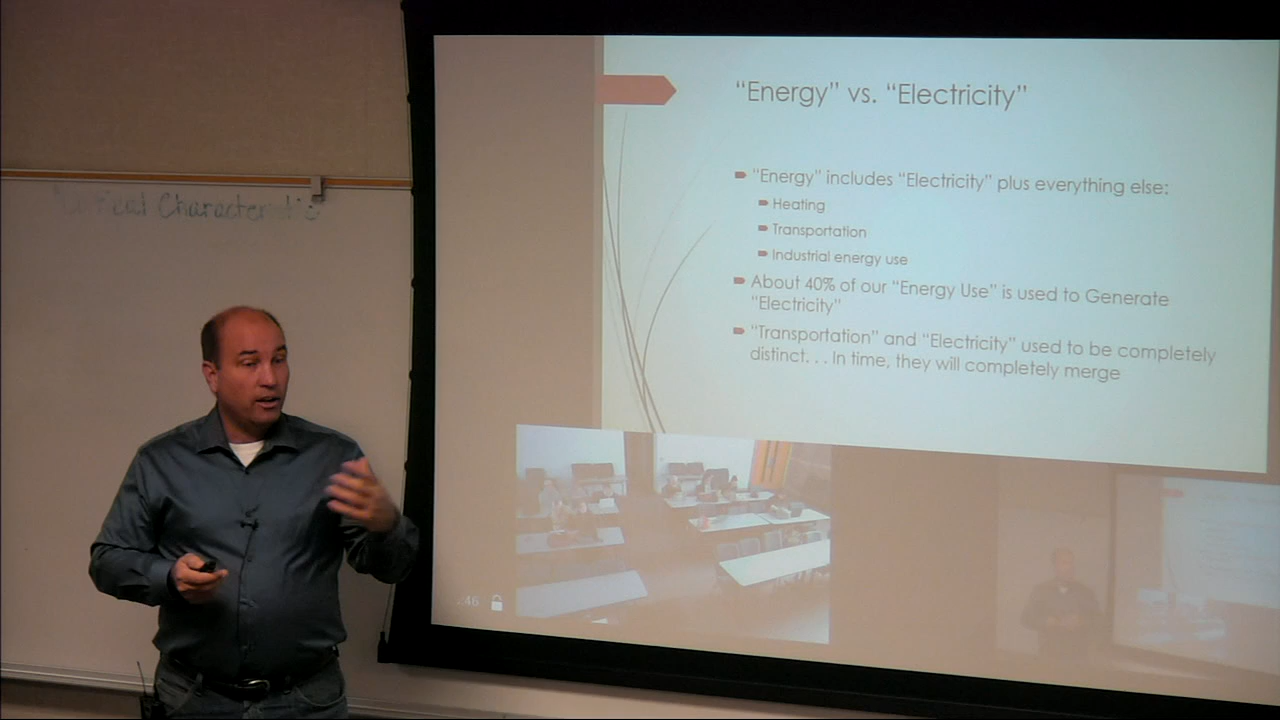 Characteristic
"Energy" vs. "Electricity"
"Energy" includes "Electricity" plus everything else:
Heating
Transportation
Industrial energy use
About 40% of our "Energy Use" is used to Generate
"Electricity"
"Transportation" and "Electricity" used to be completely
distinct. . . In time, they will completely merge
:46